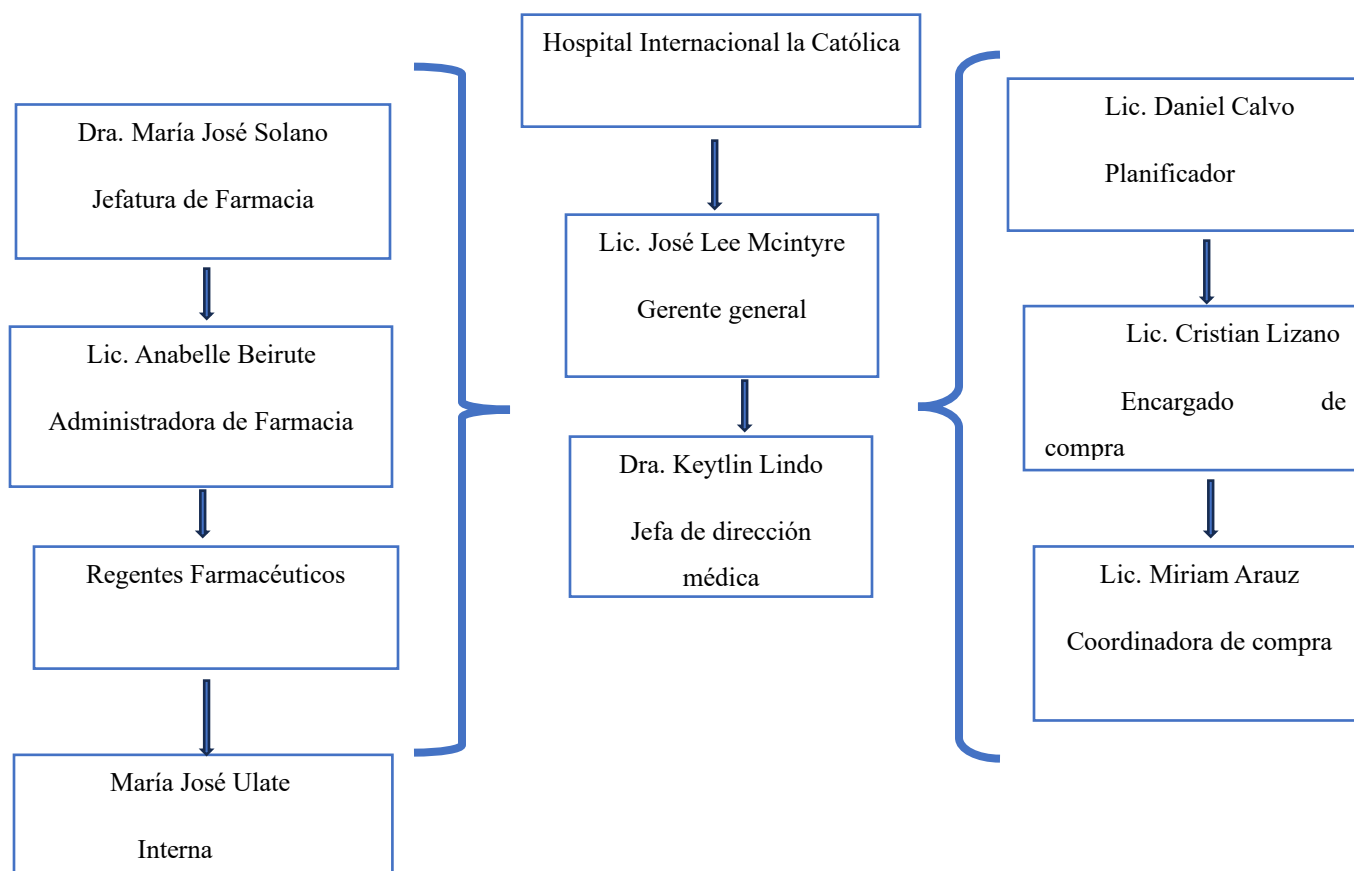 Hospital Internacional la Católica
Lic. José Lee Mcintyre
Gerente general
Dra. Keytlin Lindo
Jefa de dirección
médica
Dra. María José Solano
Jefatura de Farmacia
Lic. Anabelle Beirute
Administradora de Farmacia
Regentes Farmacéuticos
María José Ulate
Interna
Lic. Daniel Calvo
Planificador
Lic. Cristian Lizano
Encargado de
compra
Lic. Miriam Arauz
Coordinadora de compra